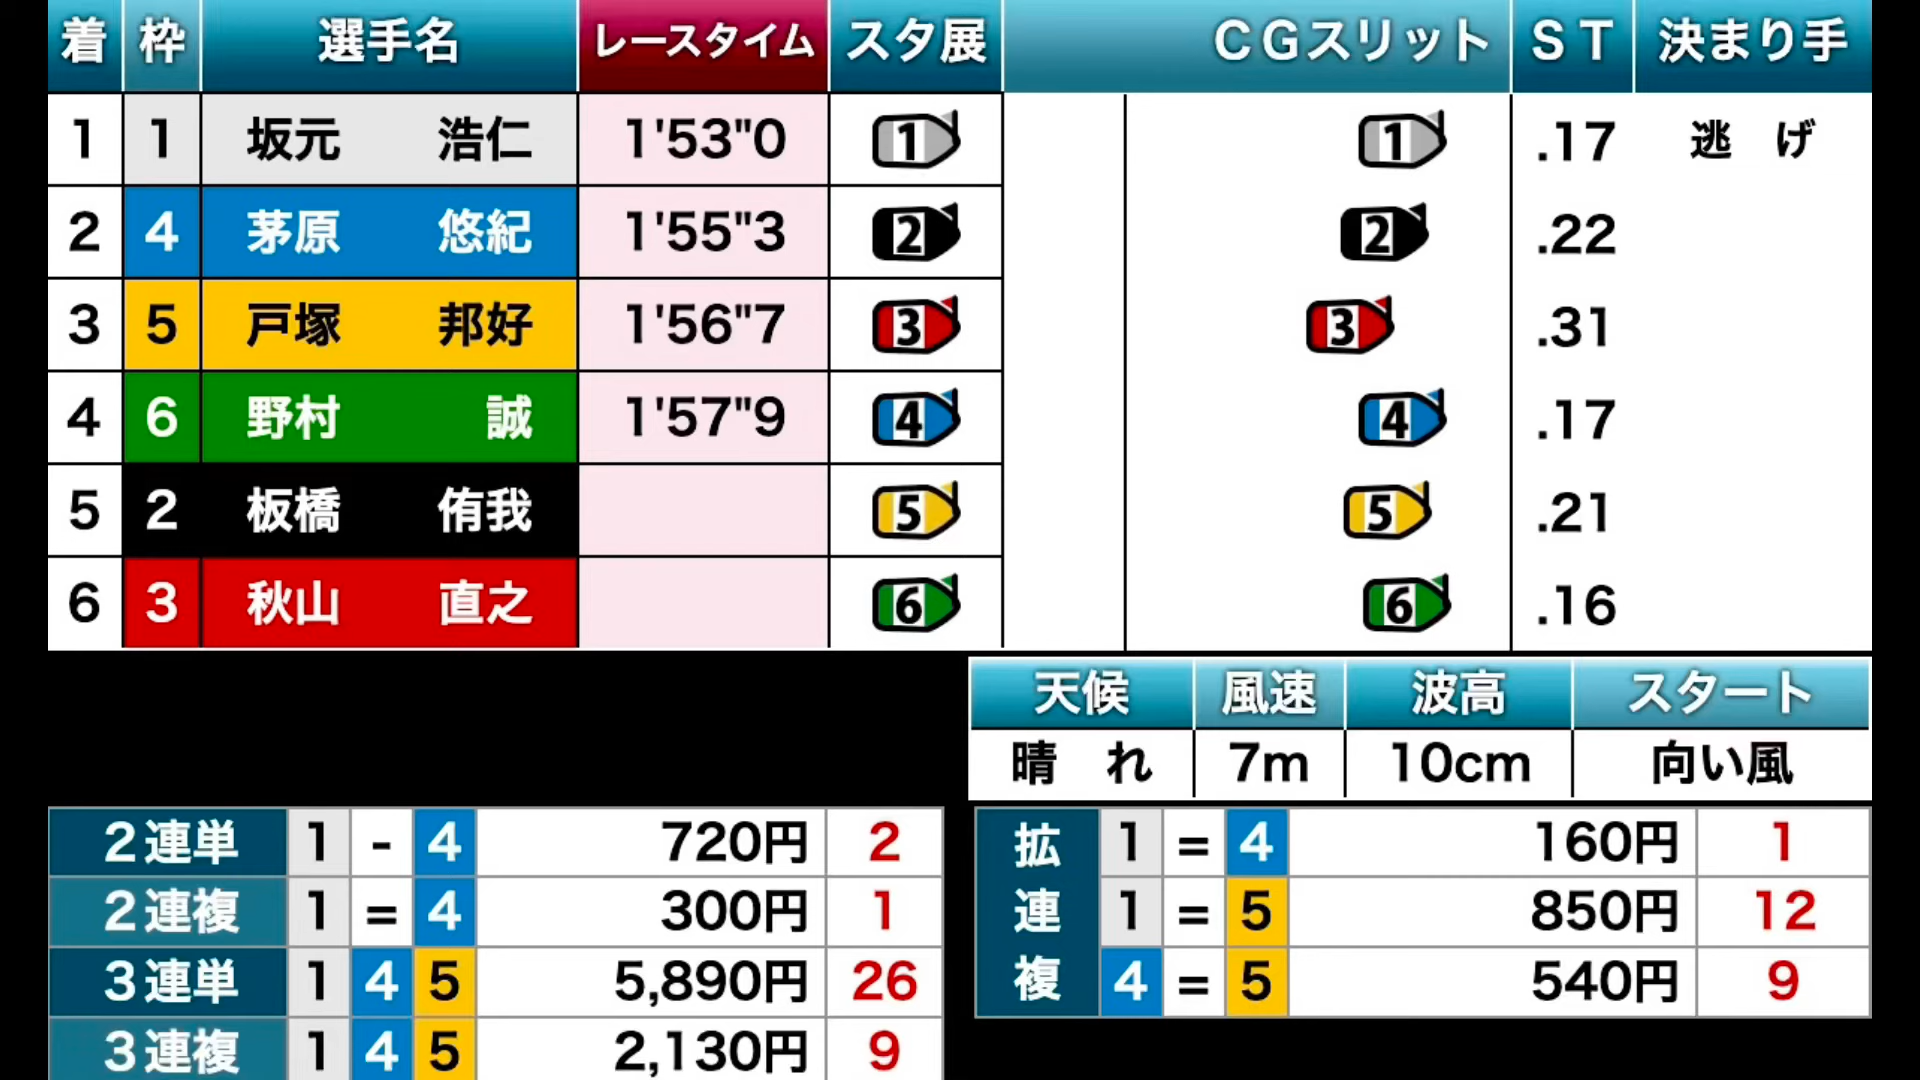 着 枠 選手名 レースタイム スタ展 CGスリット ST 決まり手
1 1 坂元 浩仁 1'53"0 1 1 .17 逃げ
2 4 茅原 悠紀 1'55"3 2 2 .22
3 5 戸塚 邦好 1'56"7 3 3 .31
4 6 野村 誠 1'57"9 4 4 .17
5 2 板橋 侑我 5 5 .21
6 3 秋山 直之 6 6 .16
天候 風速 波高 スタート
晴れ 7m 10cm 向い風
2連単 1 - 4 720円 2
2連複 1 = 4 300円 1
3連単 1 4 5 5,890円 26
3連複 1 4 5 2,130円 9
拡連複 1 = 4 160円 1
1 = 5 850円 12
4 = 5 540円 9